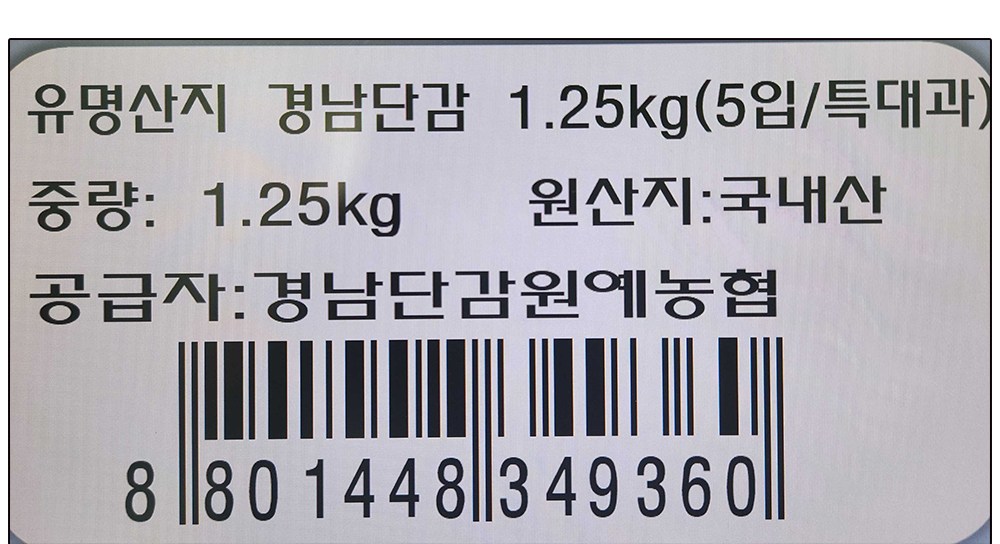 유명산지 경남단감 1.25kg(5입/특대과)
중량: 1.25kg 원산지:국내산
공급자:경남단감원예농협
8 801448 349360